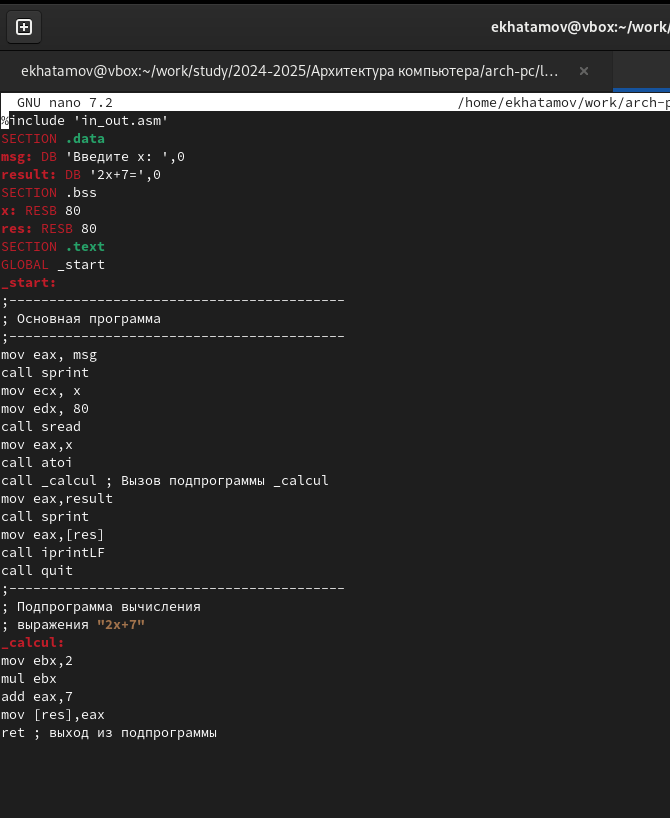 ekhatamov@vbox:~/work/
ekhatamov@vbox:~/work/study/2024-2025/Архитектура компьютера/arch-pc/l…
GNU nano 7.2 /home/ekhatamov/work/arch-p
%include 'in_out.asm'
SECTION .data
msg: DB 'Введите x: ',0
result: DB '2x+7=',0
SECTION .bss
x: RESB 80
res: RESB 80
SECTION .text
GLOBAL _start
_start:
;------------------------------------------
; Основная программа
;------------------------------------------
mov eax, msg
call sprint
mov ecx, x
mov edx, 80
call sread
mov eax,x
call atoi
call _calcul ; Вызов подпрограммы _calcul
mov eax,result
call sprint
mov eax,[res]
call iprintLF
call quit
;------------------------------------------
; Подпрограмма вычисления
; выражения "2x+7"
_calcul:
mov ebx,2
mul ebx
add eax,7
mov [res],eax
ret ; выход из подпрограммы